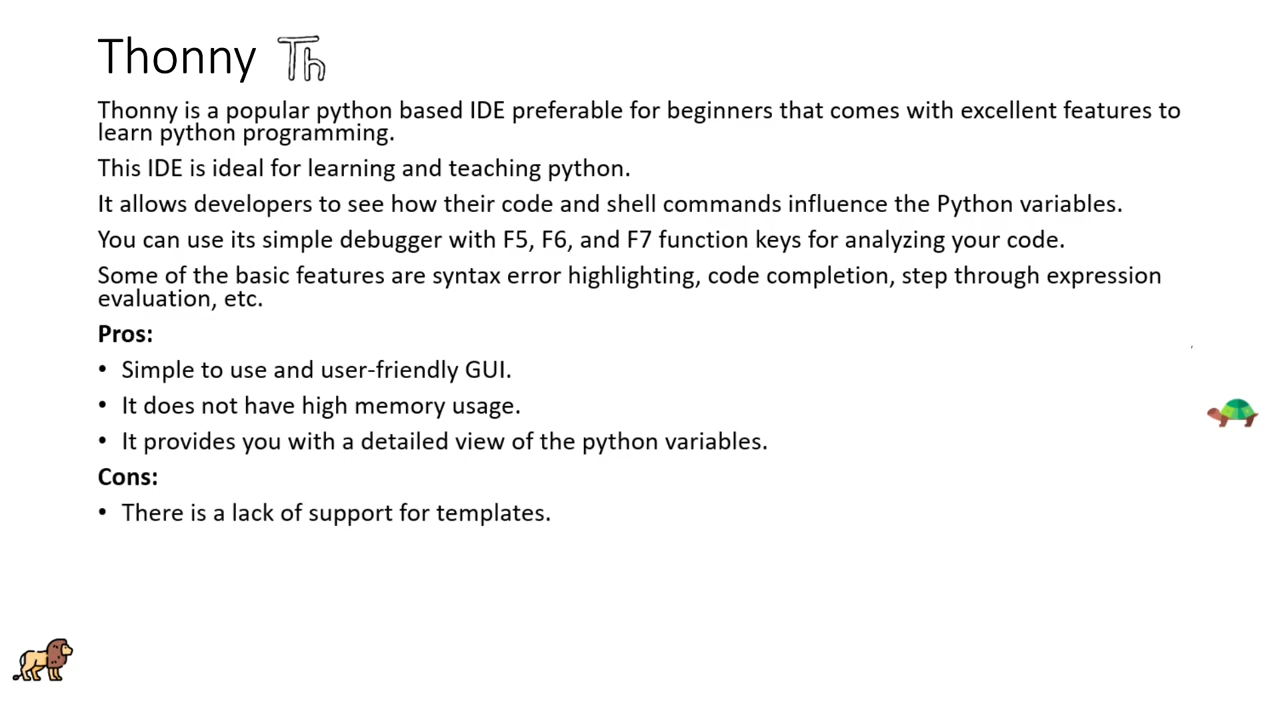 Thonny Th
Thonny is a popular python based IDE preferable for beginners that comes with excellent features to
learn python programming.
This IDE is ideal for learning and teaching python.
It allows developers to see how their code and shell commands influence the Python variables.
You can use its simple debugger with F5, F6, and F7 function keys for analyzing your code.
Some of the basic features are syntax error highlighting, code completion, step through expression
evaluation, etc.
Pros:
• Simple to use and user-friendly GUI.
• It does not have high memory usage.
• It provides you with a detailed view of the python variables.
Cons:
• There is a lack of support for templates.